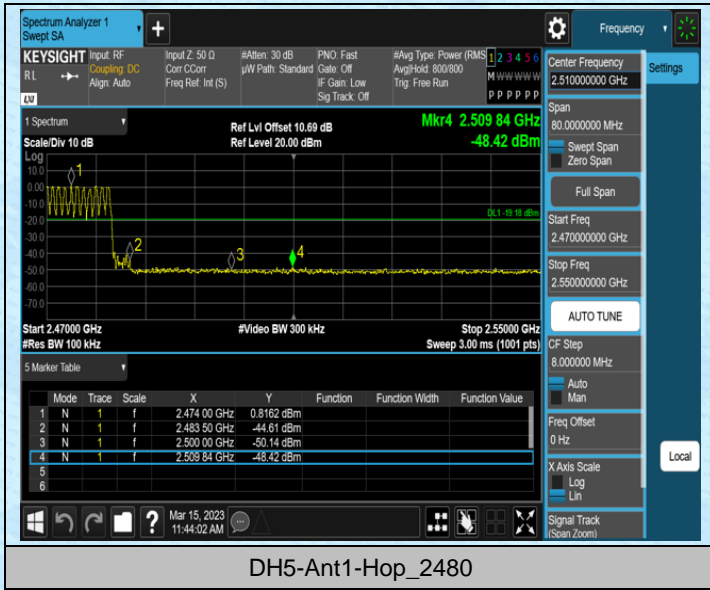 Spectrum Analyzer 1
Swept SA
+
Frequency
KEYSIGHT
R L
LXI
Input: RF
Coupling: DC
Align: Auto
Input Z: 50 Ω
Corr CCorr
Freq Ref: Int (S)
#Atten: 30 dB
µW Path: Standard
PNO: Fast
Gate: Off
IF Gain: Low
Sig Track: Off
#Avg Type: Power (RMS
Avg|Hold: 800/800
Trig: Free Run
1 2 3 4 5 6
M W W W W W
P P P P P P
Center Frequency
2.510000000 GHz
Settings
Span
80.0000000 MHz
Swept Span
Zero Span
Full Span
Start Freq
2.470000000 GHz
Stop Freq
2.550000000 GHz
AUTO TUNE
CF Step
8.000000 MHz
Auto
Man
Freq Offset
0 Hz
X Axis Scale
Log
Lin
Signal Track
(Span Zoom)
Local
1 Spectrum
Scale/Div 10 dB
Ref Lvl Offset 10.69 dB
Ref Level 20.00 dBm
Mkr4 2.509 84 GHz
-48.42 dBm
Log
10.0
0.00
-10.0
-20.0
-30.0
-40.0
-50.0
-60.0
-70.0
1
2
3
4
DL1 -19.18 dBm
Start 2.47000 GHz
#Video BW 300 kHz
Stop 2.55000 GHz
#Res BW 100 kHz
Sweep 3.00 ms (1001 pts)
5 Marker Table
Mode Trace Scale X Y Function Function Width Function Value
1 N 1 f 2.474 00 GHz 0.8162 dBm
2 N 1 f 2.483 50 GHz -44.61 dBm
3 N 1 f 2.500 00 GHz -50.14 dBm
4 N 1 f 2.509 84 GHz -48.42 dBm
5
6
?
Mar 15, 2023
11:44:02 AM
DH5-Ant1-Hop_2480